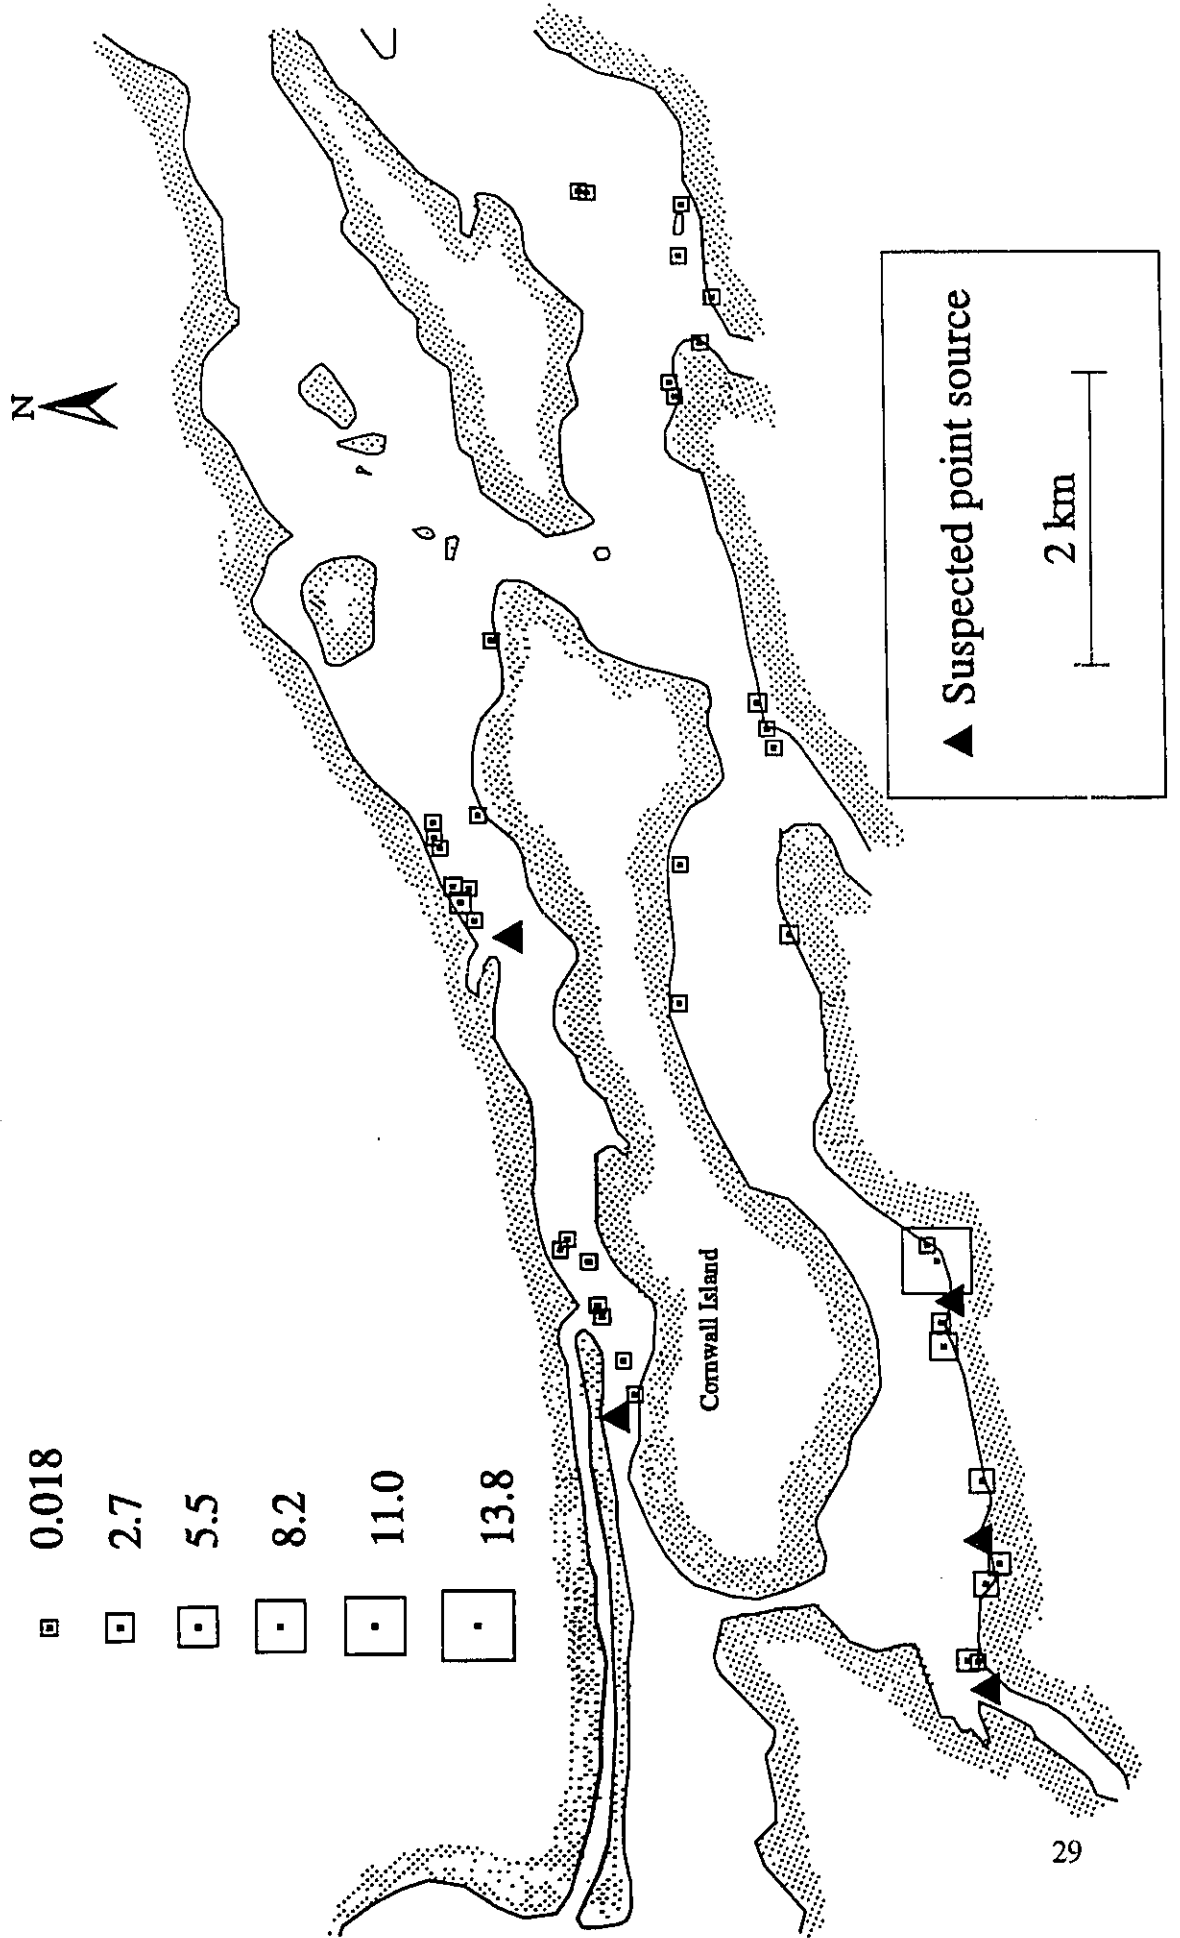 0.018
2.7
5.5
8.2
11.0
13.8
N
Cornwall Island
Suspected point source
2 km
29